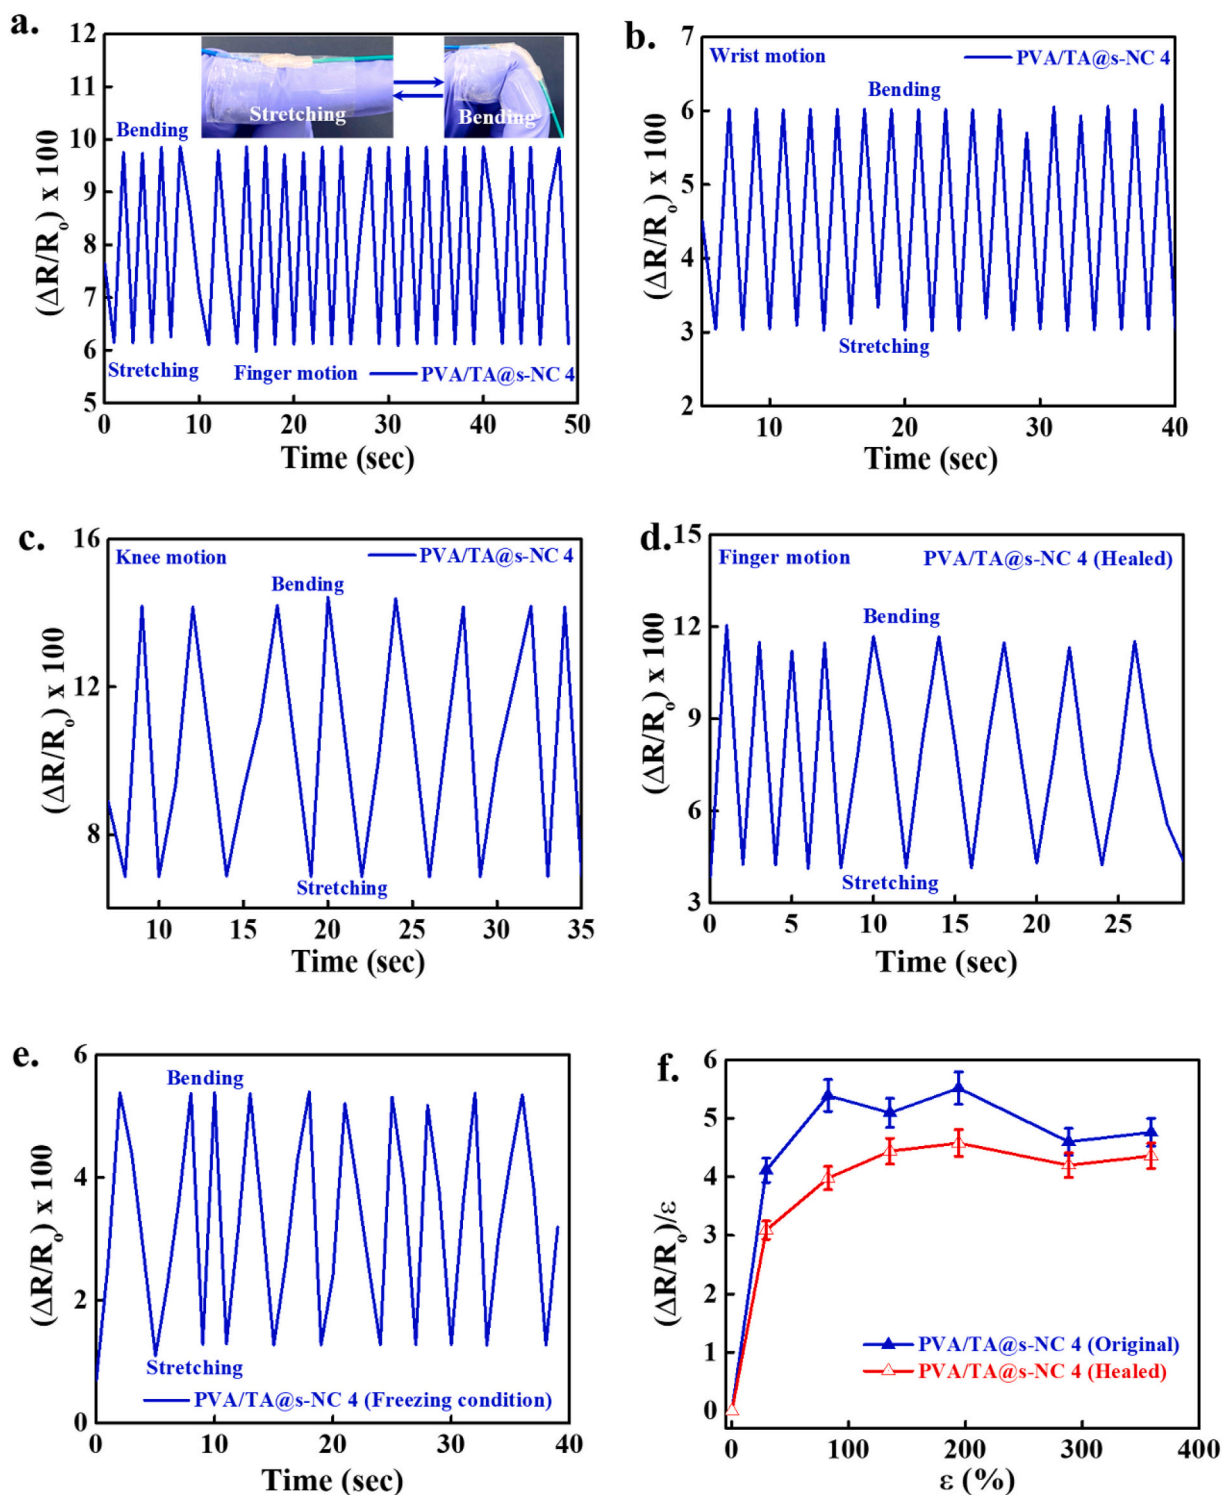 a.
12
11
10
9
8
7
6
5
(ΔR/Rₒ) x 100
Stretching
Bending
Bending
Stretching
Finger motion
PVA/TA@s-NC 4
0
10
20
30
40
50
Time (sec)
b.
7
6
5
4
3
2
(ΔR/Rₒ) x 100
Wrist motion
PVA/TA@s-NC 4
Bending
Stretching
10
20
30
40
Time (sec)
c.
16
12
8
(ΔR/Rₒ) x 100
Knee motion
PVA/TA@s-NC 4
Bending
Stretching
10
15
20
25
30
35
Time (sec)
d.
15
12
9
6
3
(ΔR/Rₒ) x 100
Finger motion
PVA/TA@s-NC 4 (Healed)
Bending
Stretching
0
5
10
15
20
25
Time (sec)
e.
6
4
2
0
(ΔR/Rₒ) x 100
Bending
Stretching
PVA/TA@s-NC 4 (Freezing condition)
0
10
20
30
40
Time (sec)
f.
6
5
4
3
2
1
0
(ΔR/Rₒ)/ε
PVA/TA@s-NC 4 (Original)
PVA/TA@s-NC 4 (Healed)
0
100
200
300
400
ε (%)